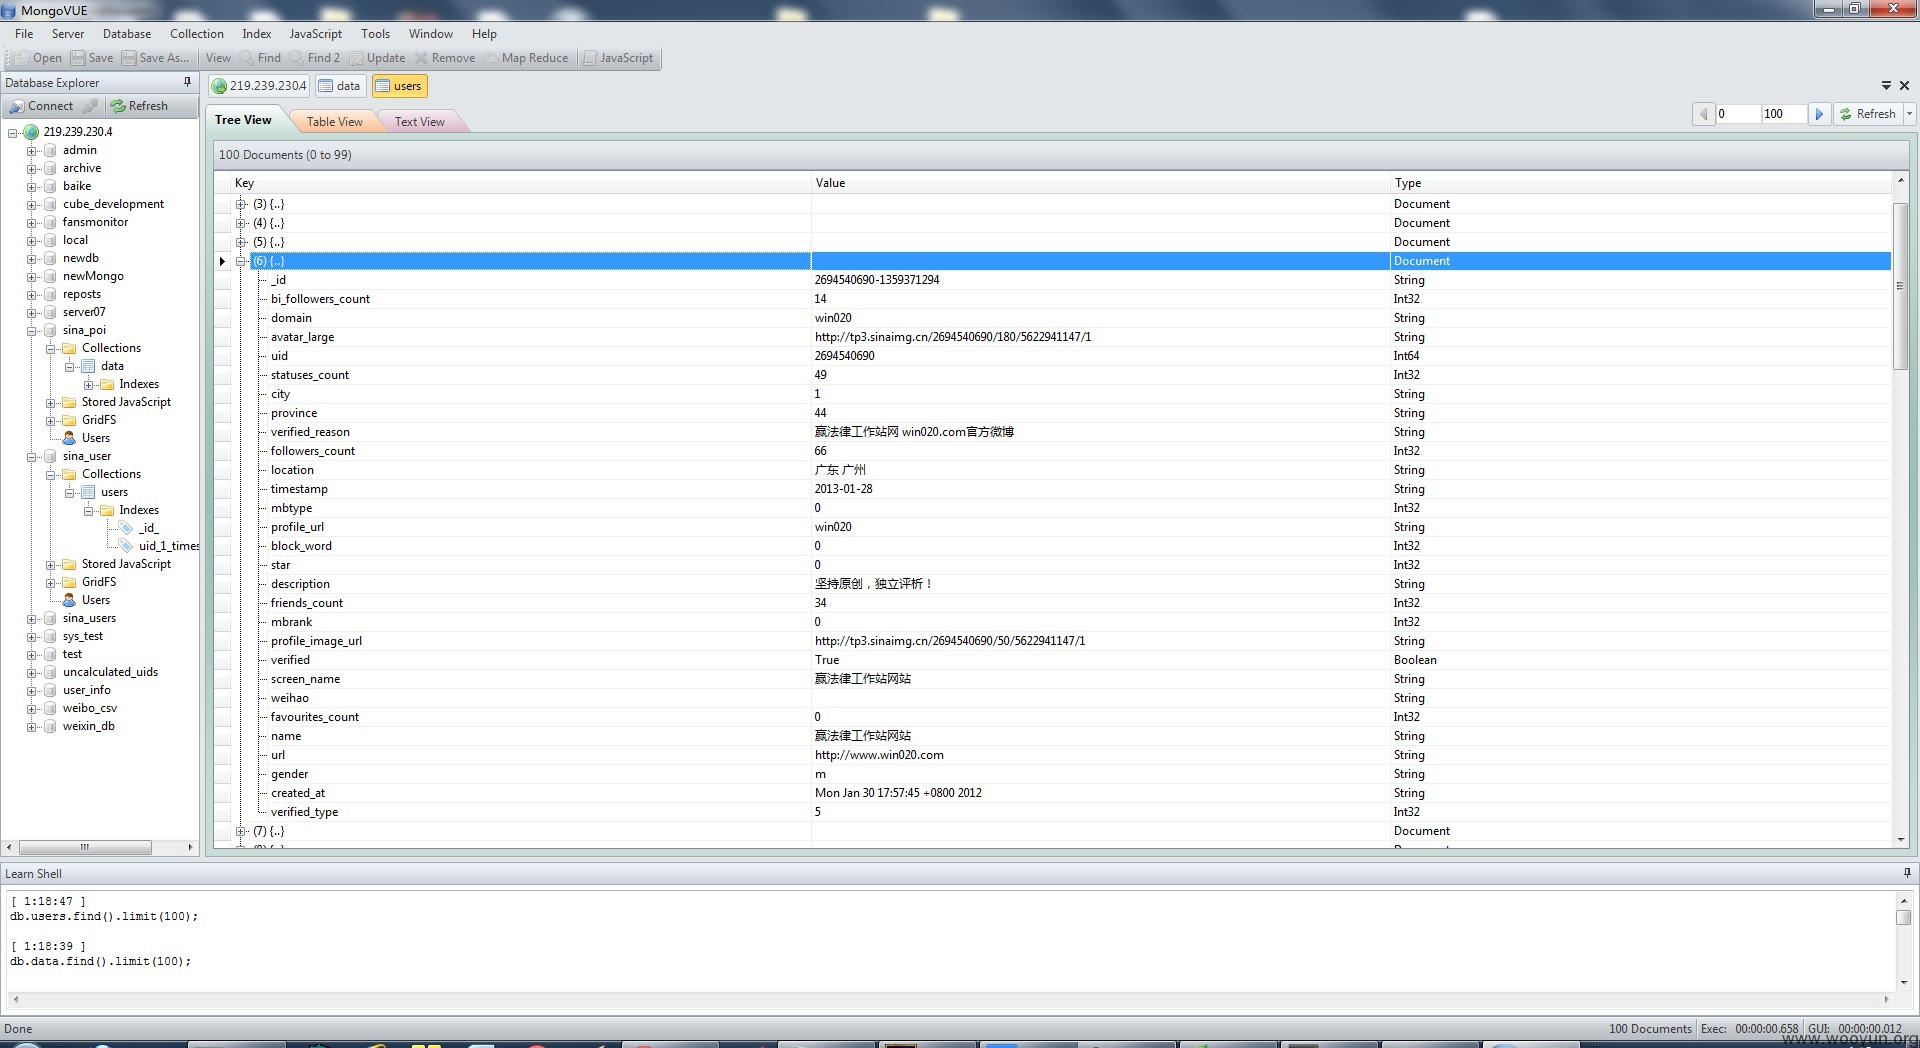 MongoVUE
File Server Database Collection Index JavaScript Tools Window Help
Open Save Save As... View Find Find 2 Update Remove Map Reduce JavaScript
Database Explorer
Connect Refresh
219.239.230.4
admin
archive
baike
cube_development
fansmonitor
local
newdb
newMongo
reposts
server07
sina_poi
Collections
data
Indexes
Stored JavaScript
GridFS
Users
sina_user
Collections
users
Indexes
_id_
uid_1_times
Stored JavaScript
GridFS
Users
sina_users
sys_test
test
uncalculated_uids
user_info
weibo_csv
weixin_db
219.239.230.4 data users
Tree View Table View Text View
0 100 Refresh
100 Documents (0 to 99)
Key Value Type
(3) {..} Document
(4) {..} Document
(5) {..} Document
(6) {..} Document
_id 2694540690-1359371294 String
bi_followers_count 14 Int32
domain win020 String
avatar_large http://tp3.sinaimg.cn/2694540690/180/5622941147/1 String
uid 2694540690 Int64
statuses_count 49 Int32
city 1 String
province 44 String
verified_reason 赢法律工作站网 win020.com官方微博 String
followers_count 66 Int32
location 广东 广州 String
timestamp 2013-01-28 String
mbtype 0 Int32
profile_url win020 String
block_word 0 Int32
star 0 Int32
description 坚持原创，独立评析！ String
friends_count 34 Int32
mbrank 0 Int32
profile_image_url http://tp3.sinaimg.cn/2694540690/50/5622941147/1 String
verified True Boolean
screen_name 赢法律工作站网站 String
weihao String
favourites_count 0 Int32
name 赢法律工作站网站 String
url http://www.win020.com String
gender m String
created_at Mon Jan 30 17:57:45 +0800 2012 String
verified_type 5 Int32
(7) {..} Document
Learn Shell
[ 1:18:47 ]
db.users.find().limit(100);
[ 1:18:39 ]
db.data.find().limit(100);
Done 100 Documents Exec: 00:00:00.658 GUI: 00:00:00.012
www.wooyun.org